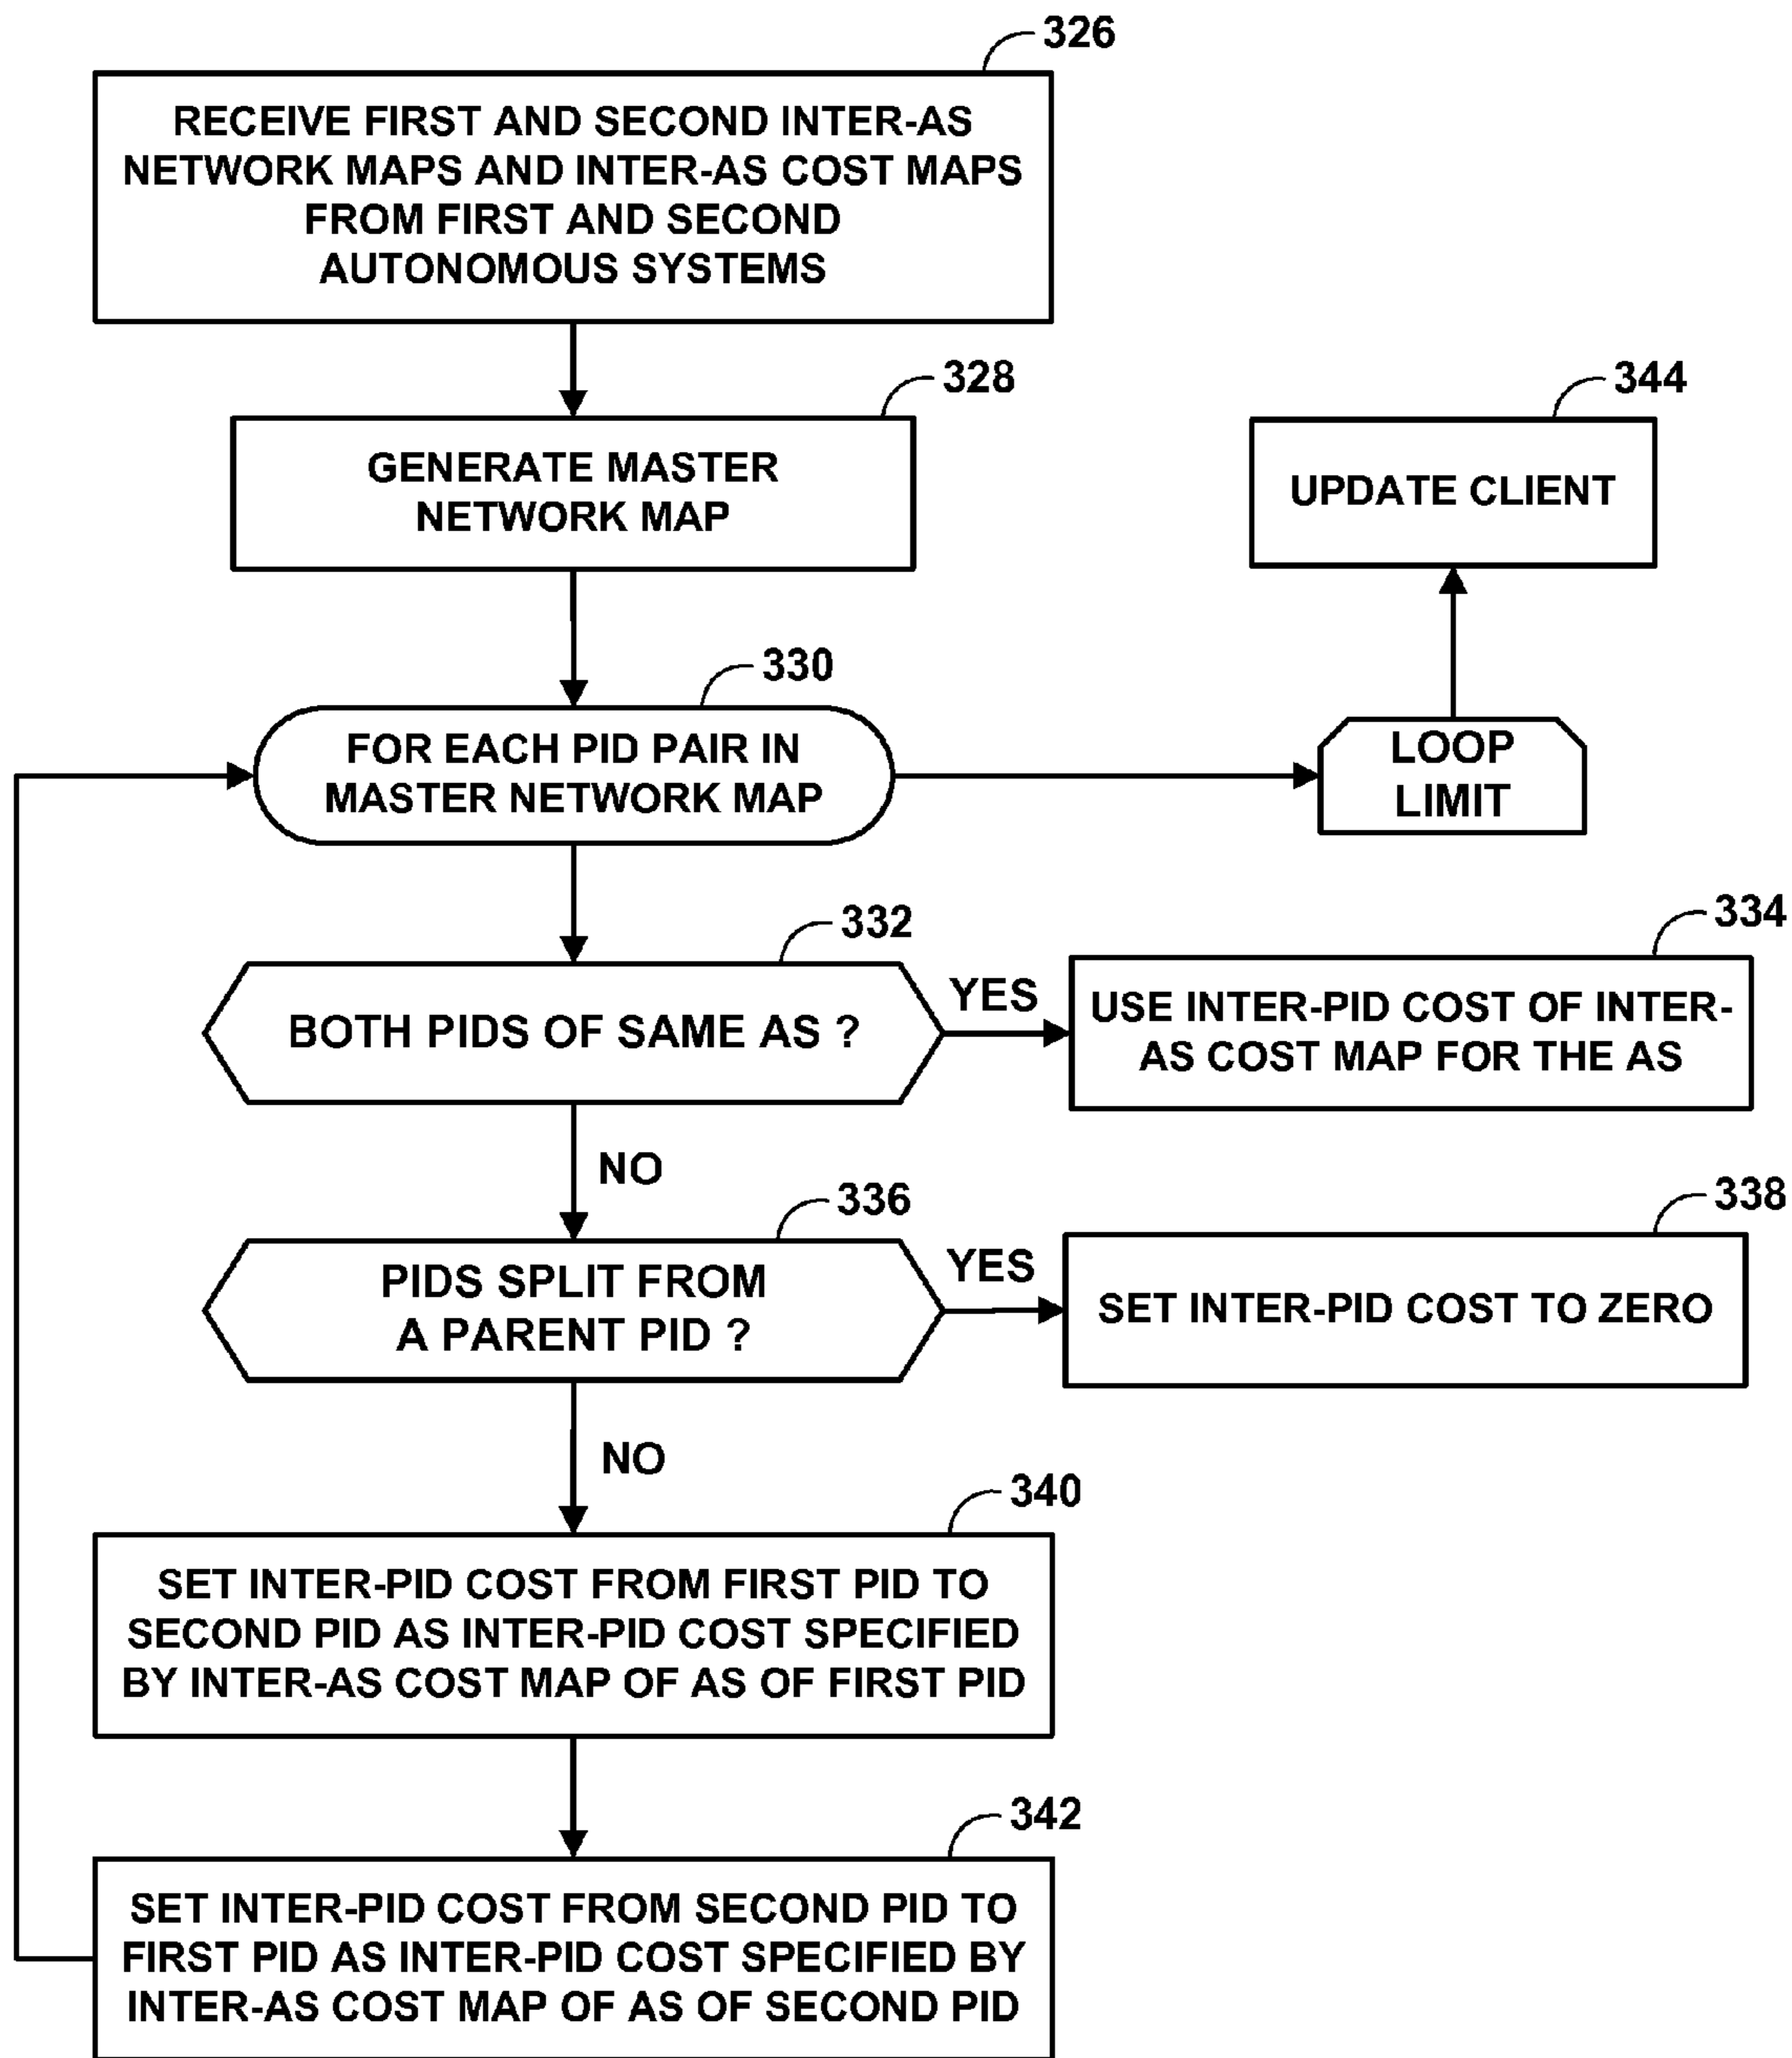 326
RECEIVE FIRST AND SECOND INTER-AS
NETWORK MAPS AND INTER-AS COST MAPS
FROM FIRST AND SECOND
AUTONOMOUS SYSTEMS
328
GENERATE MASTER
NETWORK MAP
344
UPDATE CLIENT
330
FOR EACH PID PAIR IN
MASTER NETWORK MAP
LOOP
LIMIT
332
BOTH PIDS OF SAME AS ?
YES
334
USE INTER-PID COST OF INTER-
AS COST MAP FOR THE AS
NO
336
PIDS SPLIT FROM
A PARENT PID ?
YES
338
SET INTER-PID COST TO ZERO
NO
340
SET INTER-PID COST FROM FIRST PID TO
SECOND PID AS INTER-PID COST SPECIFIED
BY INTER-AS COST MAP OF AS OF FIRST PID
342
SET INTER-PID COST FROM SECOND PID TO
FIRST PID AS INTER-PID COST SPECIFIED BY
INTER-AS COST MAP OF AS OF SECOND PID